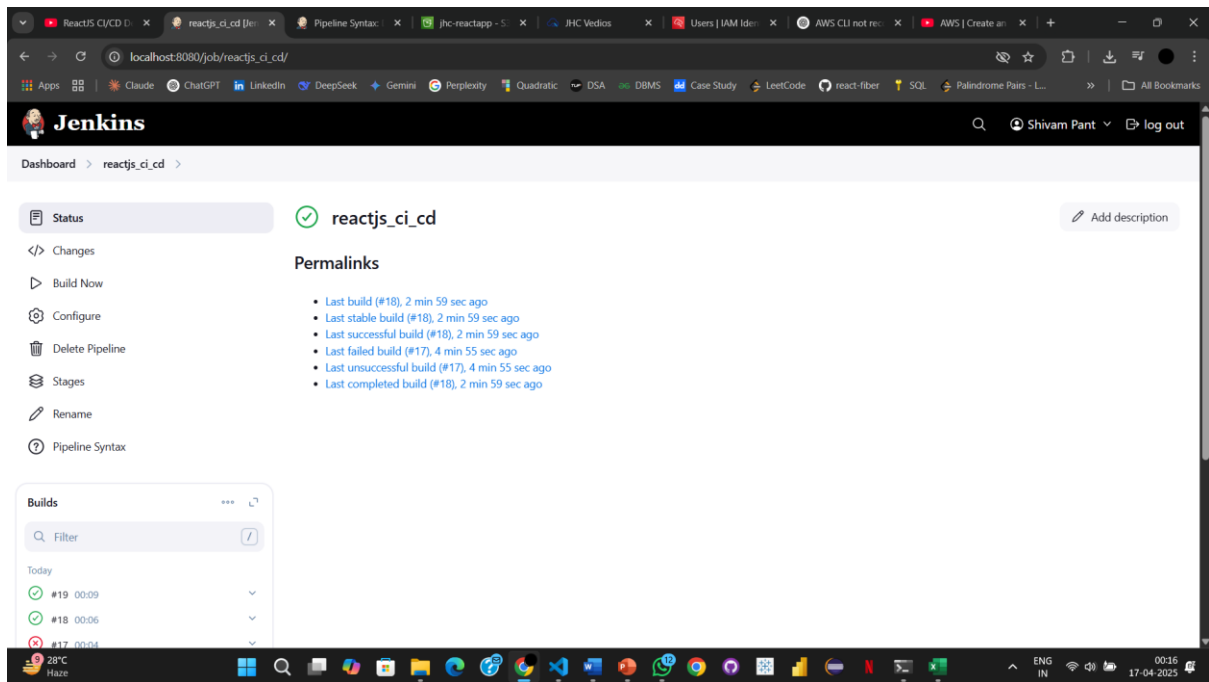 ReactJS CI/CD D
reactjs_ci_cd [Jen
Pipeline Syntax:
jhc-reactapp - S
JHC Vedios
Users | IAM Iden
AWS CLI not rec
AWS | Create an
localhost:8080/job/reactjs_ci_cd/
Apps
Claude
ChatGPT
LinkedIn
DeepSeek
Gemini
Perplexity
Quadratic
DSA
DBMS
Case Study
LeetCode
react-fiber
SQL
Palindrome Pairs - L...
All Bookmarks
Jenkins
Shivam Pant
log out
Dashboard > reactjs_ci_cd >
Status
Changes
Build Now
Configure
Delete Pipeline
Stages
Rename
Pipeline Syntax
reactjs_ci_cd
Add description
Permalinks
Last build (#18), 2 min 59 sec ago
Last stable build (#18), 2 min 59 sec ago
Last successful build (#18), 2 min 59 sec ago
Last failed build (#17), 4 min 55 sec ago
Last unsuccessful build (#17), 4 min 55 sec ago
Last completed build (#18), 2 min 59 sec ago
Builds
Filter
/
Today
#19 00:09
#18 00:06
#17 00:04
28°C
Haze
ENG
IN
00:16
17-04-2025